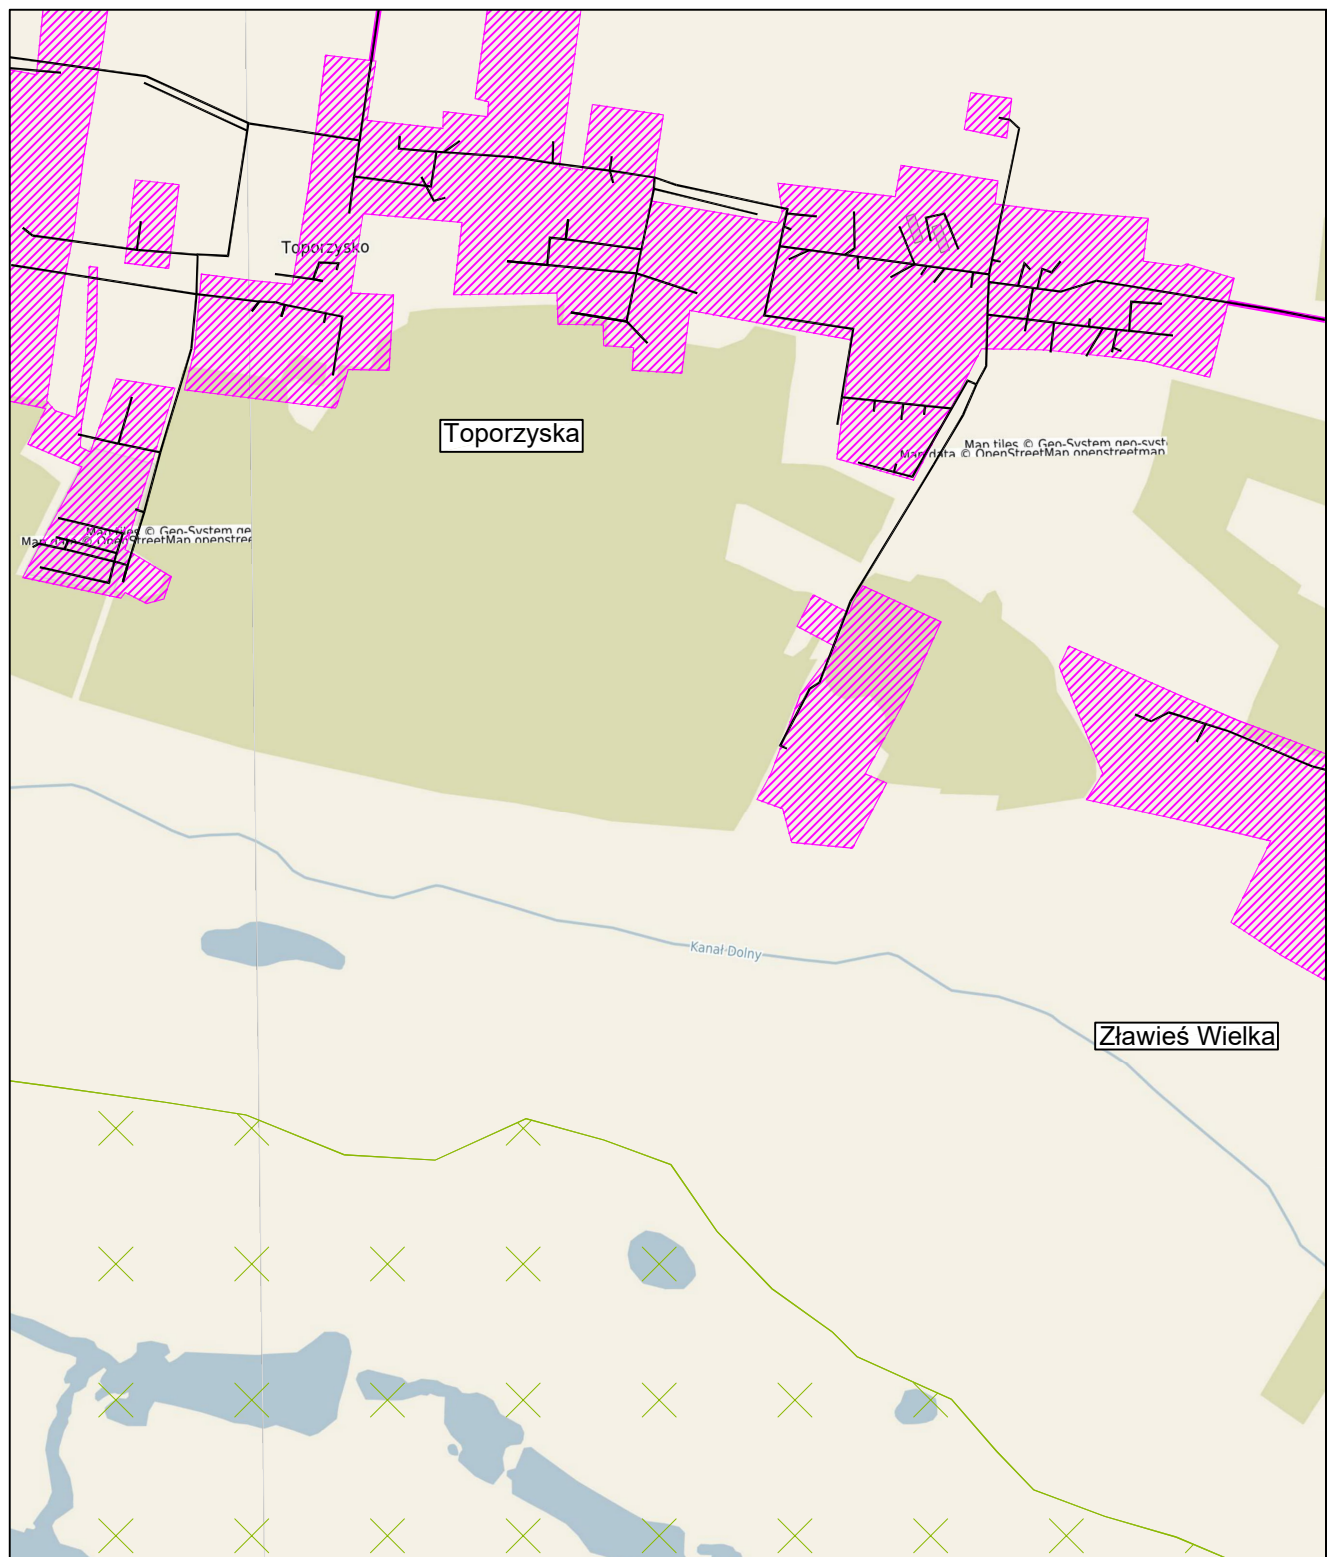 Toporzysko
Toporzyska
Map tiles © Geo-System geo-syst
Map data © OpenStreetMap openstreetmap
Map tiles © Geo-System ge
Map data © OpenStreetMap openstree
Kanał Dolny
Zławieś Wielka